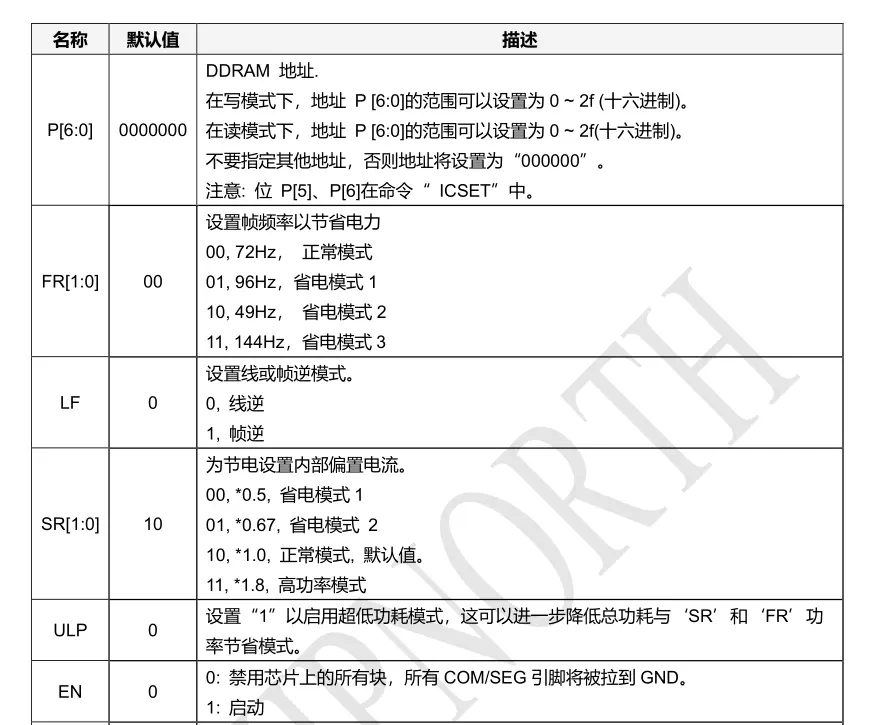 名称 默认值 描述
DDRAM 地址.
在写模式下，地址 P [6:0]的范围可以设置为 0 ~ 2f (十六进制)。
P[6:0] 0000000 在读模式下，地址 P [6:0]的范围可以设置为 0 ~ 2f(十六进制)。
不要指定其他地址，否则地址将设置为“000000”。
注意: 位 P[5]、P[6]在命令“ ICSET”中。
设置帧频率以节省电力
00, 72Hz， 正常模式
FR[1:0] 00 01, 96Hz，省电模式 1
10, 49Hz， 省电模式 2
11, 144Hz，省电模式 3
设置线或帧逆模式。
LF 0 0, 线逆
1, 帧逆
为节电设置内部偏置电流。
00, *0.5, 省电模式 1
SR[1:0] 10 01, *0.67, 省电模式 2
10, *1.0, 正常模式, 默认值。
11, *1.8, 高功率模式
ULP 0 设置“1”以启用超低功耗模式，这可以进一步降低总功耗与‘SR’和‘FR’功
率节省模式。
EN 0 0: 禁用芯片上的所有块，所有 COM/SEG 引脚将被拉到 GND。
1: 启动
IPNORTH